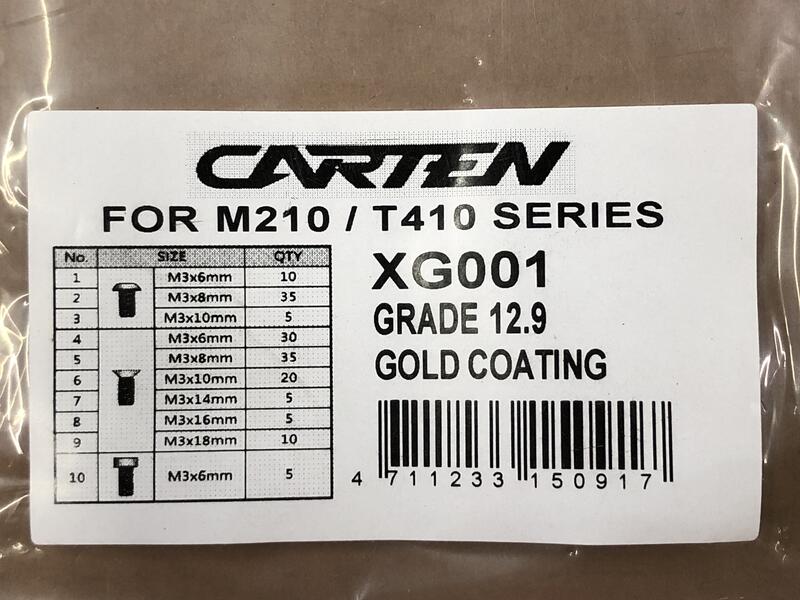 CARTEN
FOR M210 / T410 SERIES
No. SIZE QTY
1 M3x6mm 10
2 M3x8mm 35
3 M3x10mm 5
4 M3x6mm 30
5 M3x8mm 35
6 M3x10mm 20
7 M3x14mm 5
8 M3x16mm 5
9 M3x18mm 10
10 M3x6mm 5
XG001
GRADE 12.9
GOLD COATING
4 711233 150917